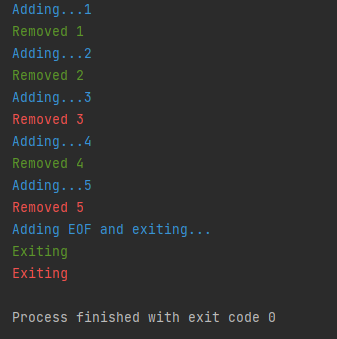 Adding...1
Removed 1
Adding...2
Removed 2
Adding...3
Removed 3
Adding...4
Removed 4
Adding...5
Removed 5
Adding EOF and exiting...
Exiting
Exiting
Process finished with exit code 0